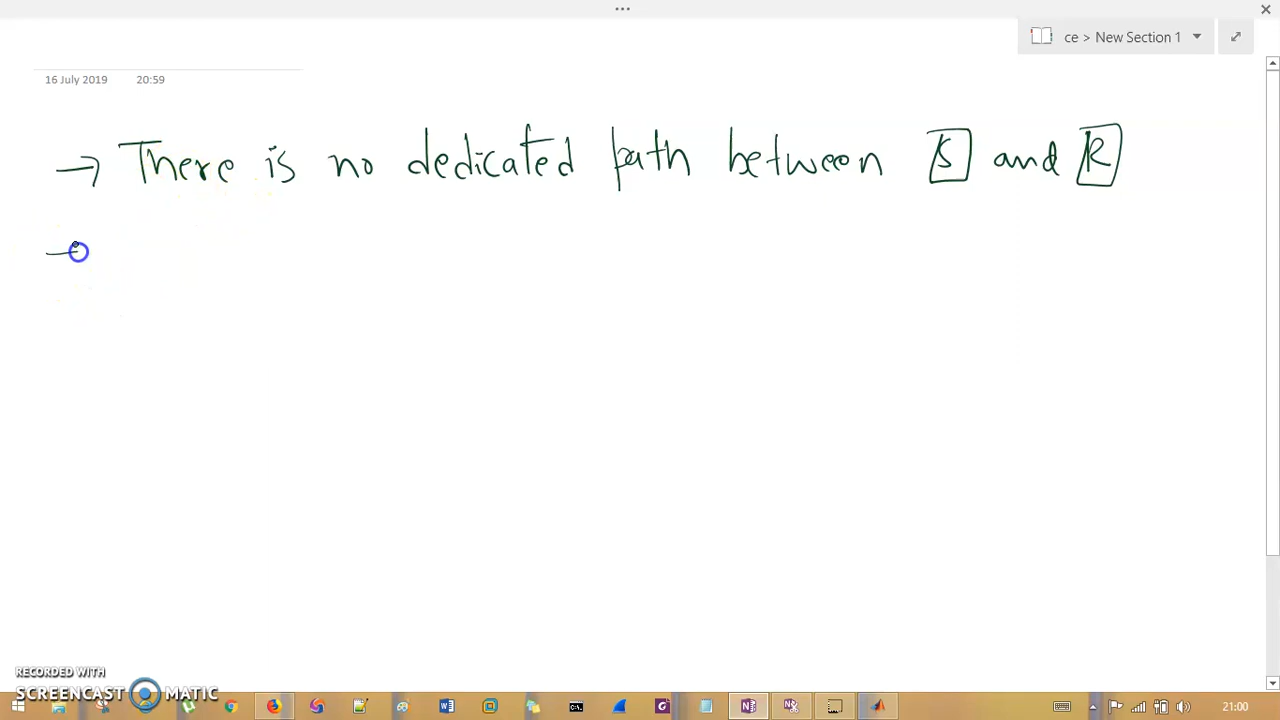 ce > New Section 1
16 July 2019 20:59
→ There is no dedicated path between S and R
RECORDED WITH
SCREENCAST MATIC
21:00